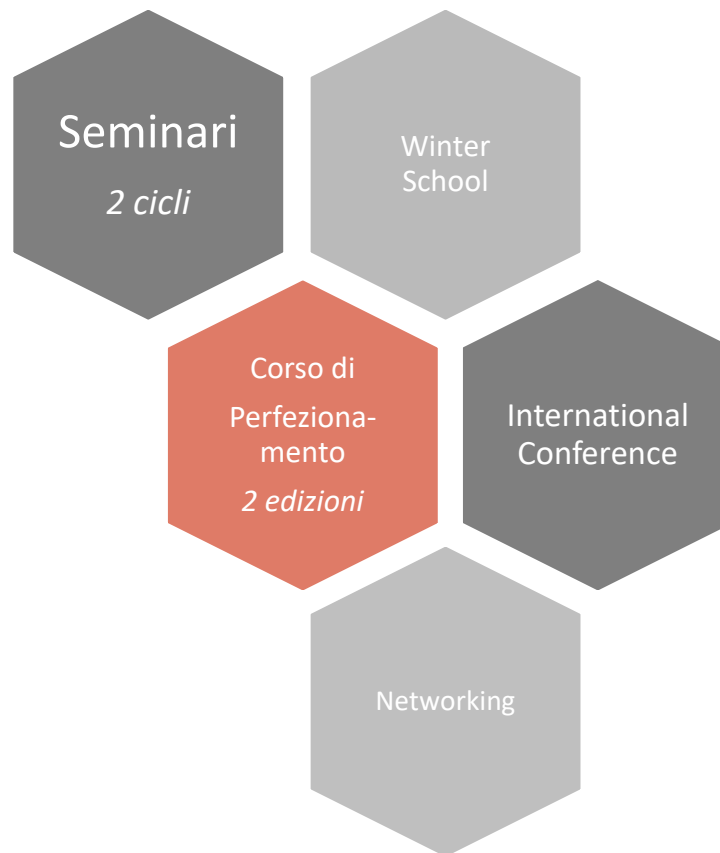 Seminari
2 cicli
Winter
School
Corso di
Perfeziona-
mento
2 edizioni
International
Conference
Networking